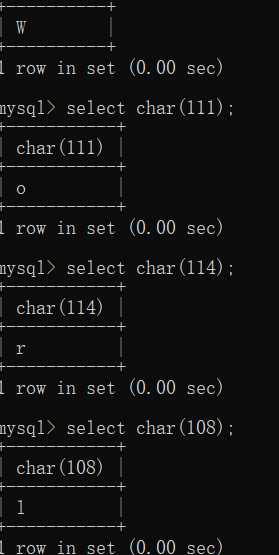 +----------+
| W        |
+----------+
1 row in set (0.00 sec)
mysql> select char(111);
+-----------+
| char(111) |
+-----------+
| o         |
+-----------+
1 row in set (0.00 sec)
mysql> select char(114);
+-----------+
| char(114) |
+-----------+
| r         |
+-----------+
1 row in set (0.00 sec)
mysql> select char(108);
+-----------+
| char(108) |
+-----------+
| l         |
+-----------+
1 row in set (0.00 sec)